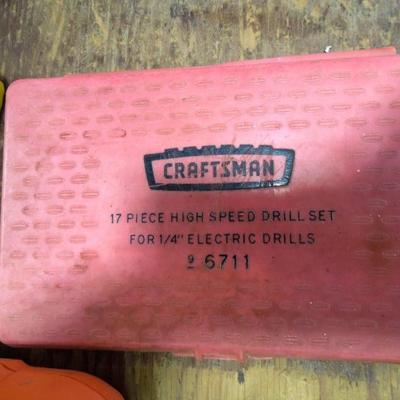 CRAFTSMAN
17 PIECE HIGH SPEED DRILL SET
FOR 1/4" ELECTRIC DRILLS
9 6711